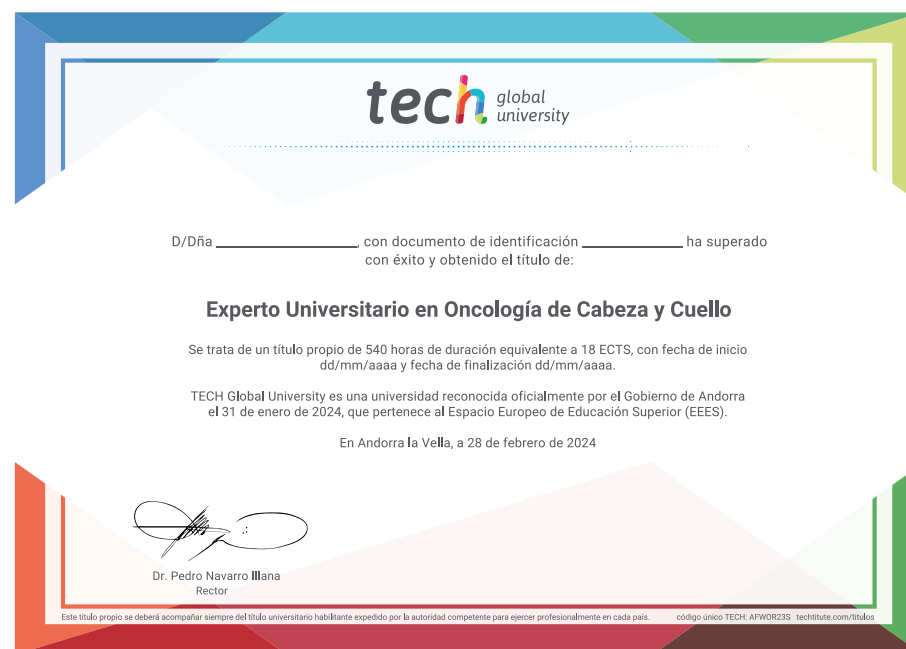 tech global university
D/Dña ____________, con documento de identificación ____________ ha superado
con éxito y obtenido el título de:
Experto Universitario en Oncología de Cabeza y Cuello
Se trata de un título propio de 540 horas de duración equivalente a 18 ECTS, con fecha de inicio
dd/mm/aaaa y fecha de finalización dd/mm/aaaa.
TECH Global University es una universidad reconocida oficialmente por el Gobierno de Andorra
el 31 de enero de 2024, que pertenece al Espacio Europeo de Educación Superior (EEES).
En Andorra la Vella, a 28 de febrero de 2024
Dr. Pedro Navarro Illana
Rector
Este título propio se deberá acompañar siempre del título universitario habilitante expedido por la autoridad competente para ejercer profesionalmente en cada país. código único TECH: AFWOR23S techtitute.com/titulos